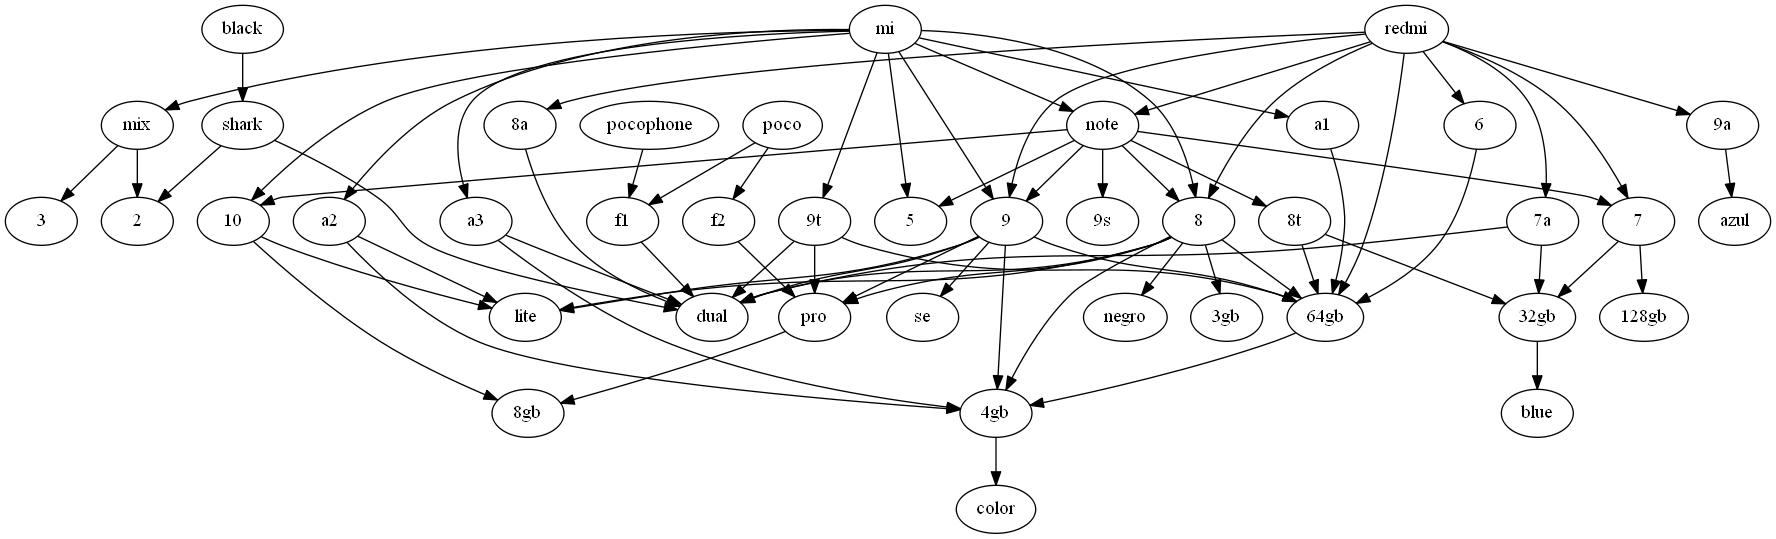 black
mi
redmi
mix
shark
8a
pocophone
poco
note
a1
6
9a
3
2
10
a2
a3
f1
f2
9t
5
9
9s
8
8t
7a
7
azul
lite
dual
pro
se
negro
3gb
64gb
32gb
128gb
8gb
4gb
blue
color